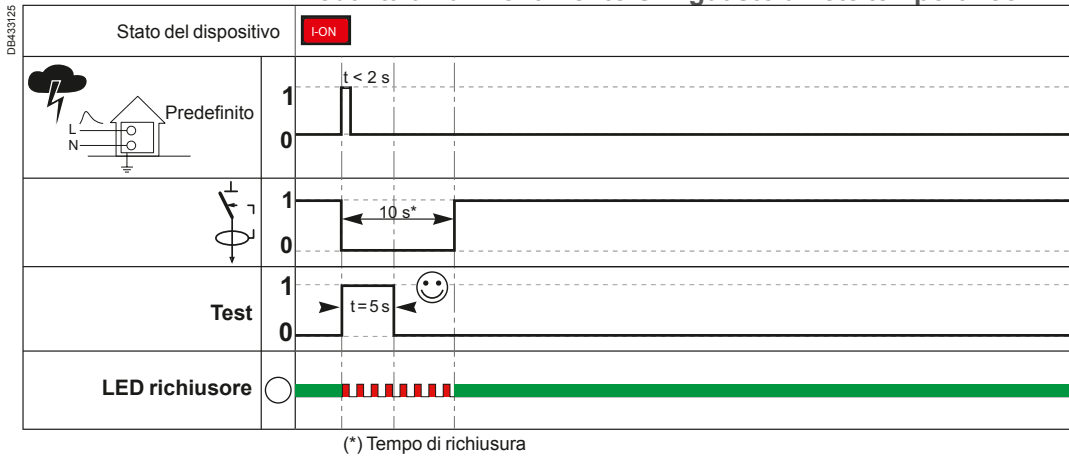 DB433125
Stato del dispositivo
I-ON
t < 2 s
Predefinito
L
N
1
0
1
10 s*
0
1
Test
t=5s
0
LED richiusore
(*) Tempo di richiusura